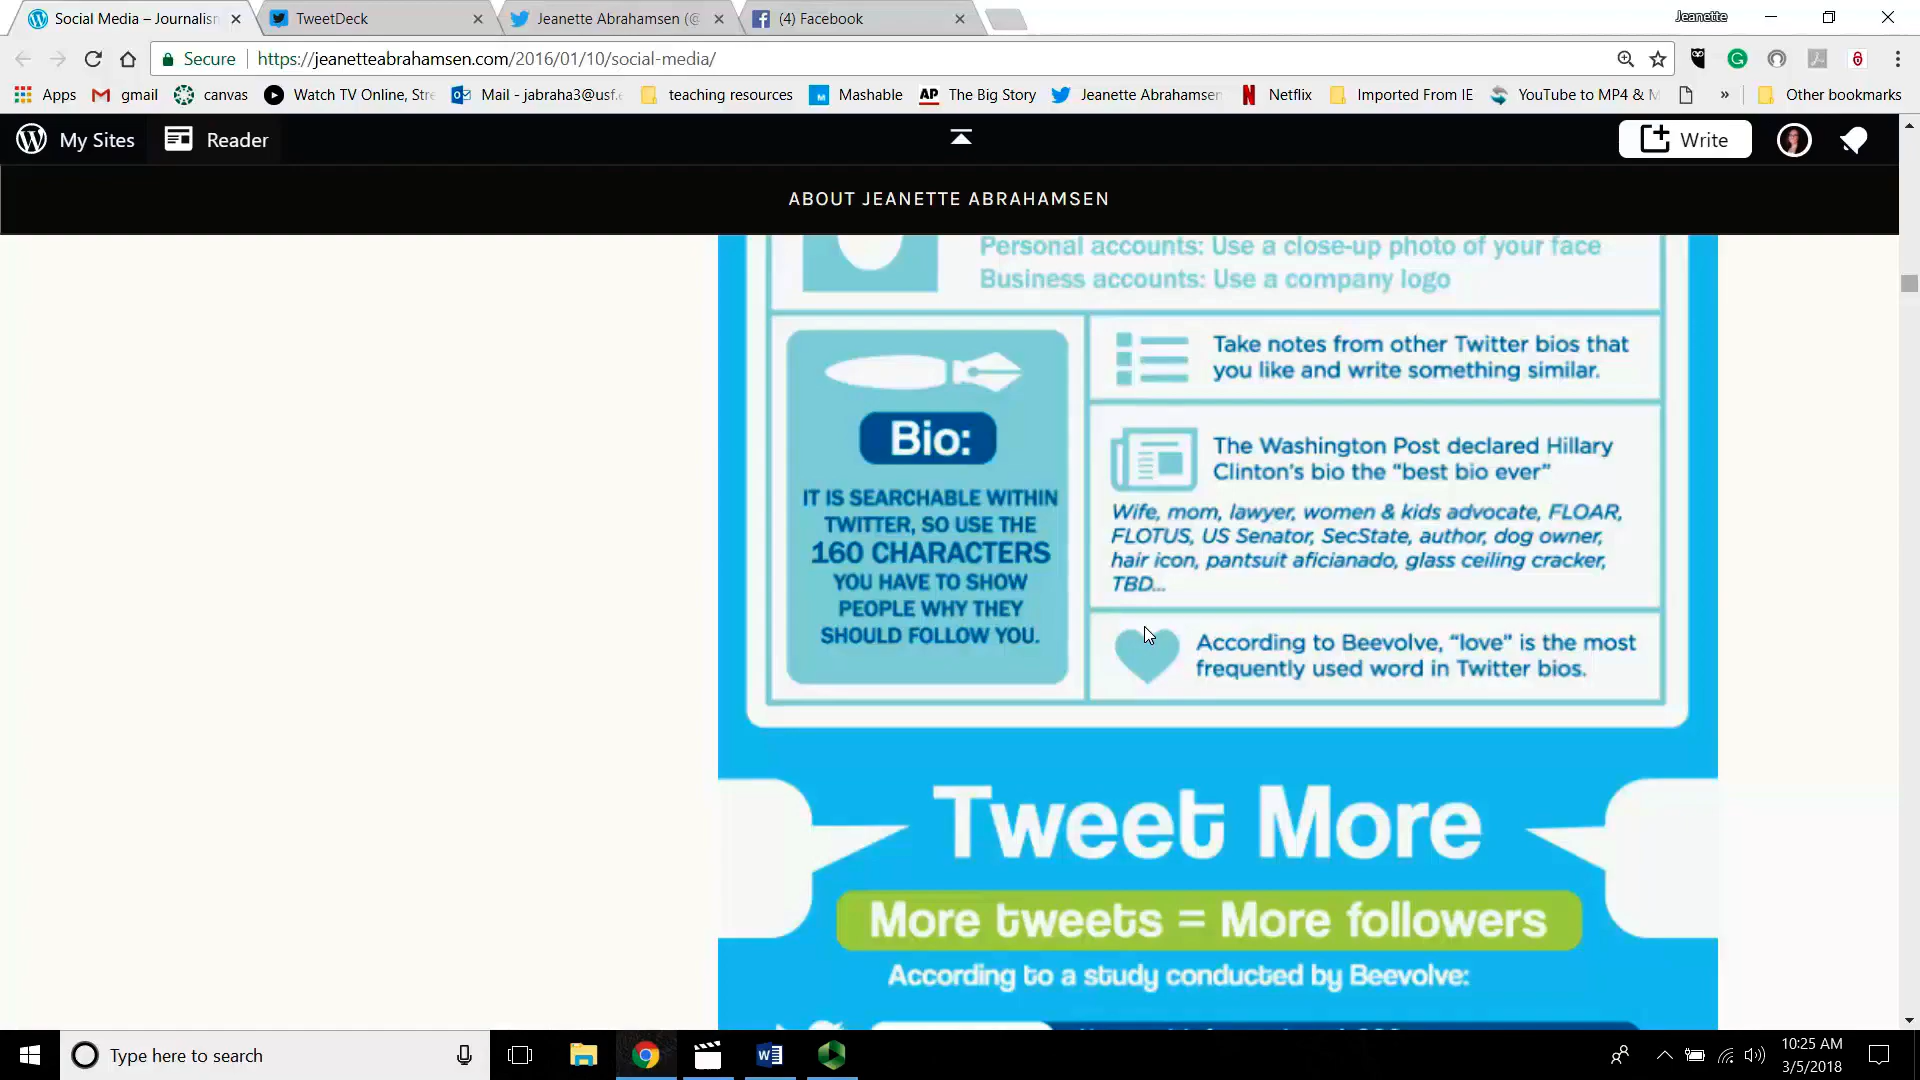 Social Media – Journalism
TweetDeck
Jeanette Abrahamsen (@
(4) Facebook
Jeanette
Secure
https://jeanetteabrahamsen.com/2016/01/10/social-media/
Apps
gmail
canvas
Watch TV Online, Stre
Mail - jabraha3@usf.e
teaching resources
Mashable
AP
The Big Story
Jeanette Abrahamsen
Netflix
Imported From IE
YouTube to MP4 & M
»
Other bookmarks
My Sites
Reader
Write
ABOUT JEANETTE ABRAHAMSEN
Personal accounts: Use a close-up photo of your face
Business accounts: Use a company logo
Bio:
IT IS SEARCHABLE WITHIN
TWITTER, SO USE THE
160 CHARACTERS
YOU HAVE TO SHOW
PEOPLE WHY THEY
SHOULD FOLLOW YOU.
Take notes from other Twitter bios that
you like and write something similar.
The Washington Post declared Hillary
Clinton's bio the “best bio ever”
Wife, mom, lawyer, women & kids advocate, FLOAR,
FLOTUS, US Senator, SecState, author, dog owner,
hair icon, pantsuit aficianado, glass ceiling cracker,
TBD...
According to Beevolve, “love” is the most
frequently used word in Twitter bios.
Tweet More
More tweets = More followers
According to a study conducted by Beevolve:
Type here to search
10:25 AM
3/5/2018